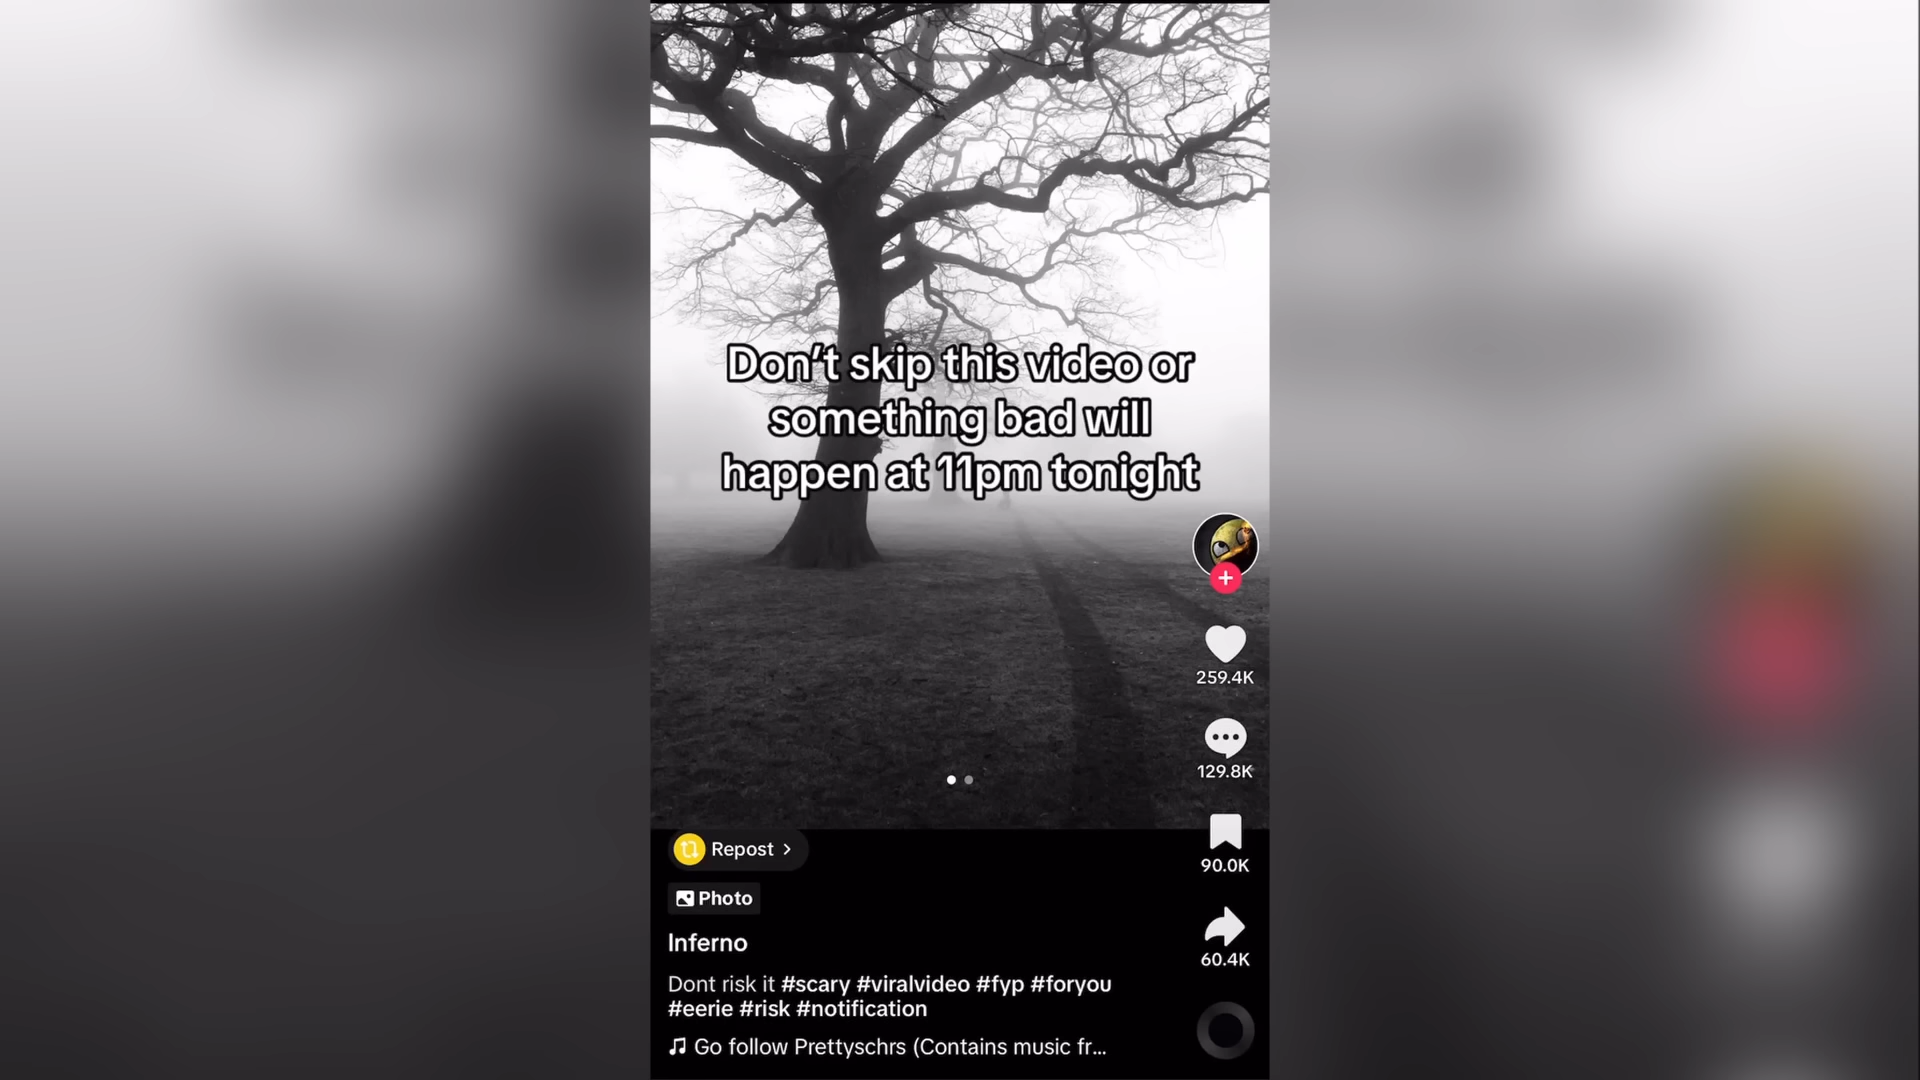 Don't skip this video or
something bad will
happen at 11pm tonight
259.4K
129.8K
90.0K
60.4K
Repost >
Photo
Inferno
Dont risk it #scary #viralvideo #fyp #foryou
#eerie #risk #notification
Go follow Prettyschrs (Contains music fr...